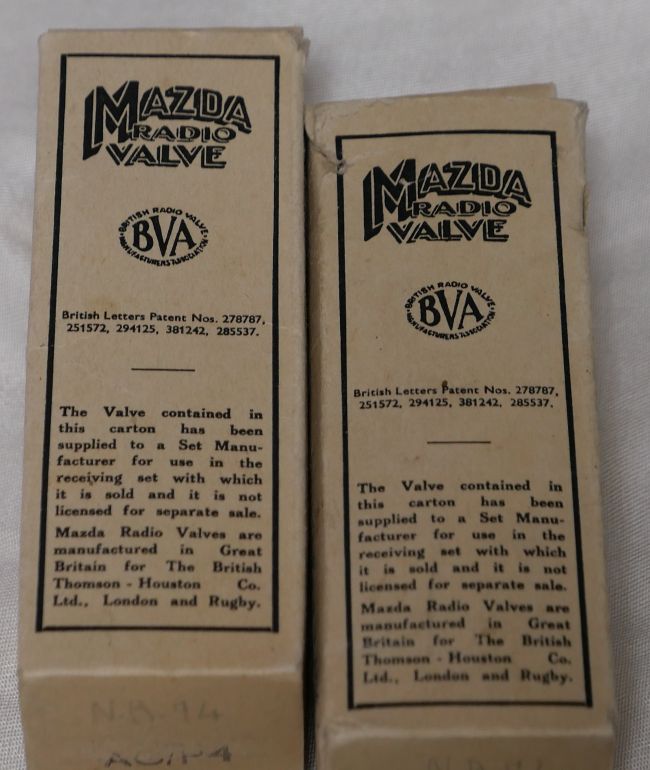 MAZDA
RADIO
VALVE
BRITISH RADIO VALVE
MANUFACTURERS' ASSOCIATION
BVA
British Letters Patent Nos. 278787,
251572, 294125, 381242, 285537.
The Valve contained in
this carton has been
supplied to a Set Manu-
facturer for use in the
receiving set with which
it is sold and it is not
licensed for separate sale.
Mazda Radio Valves are
manufactured in Great
Britain for The British
Thomson - Houston Co.
Ltd., London and Rugby.
AC/P4
MAZDA
RADIO
VALVE
BRITISH RADIO VALVE
MANUFACTURERS' ASSOCIATION
BVA
British Letters Patent Nos. 278787,
251572, 294125, 381242, 285537.
The Valve contained in
this carton has been
supplied to a Set Manu-
facturer for use in the
receiving set with which
it is sold and it is not
licensed for separate sale.
Mazda Radio Valves are
manufactured in Great
Britain for The British
Thomson - Houston Co.
Ltd., London and Rugby.